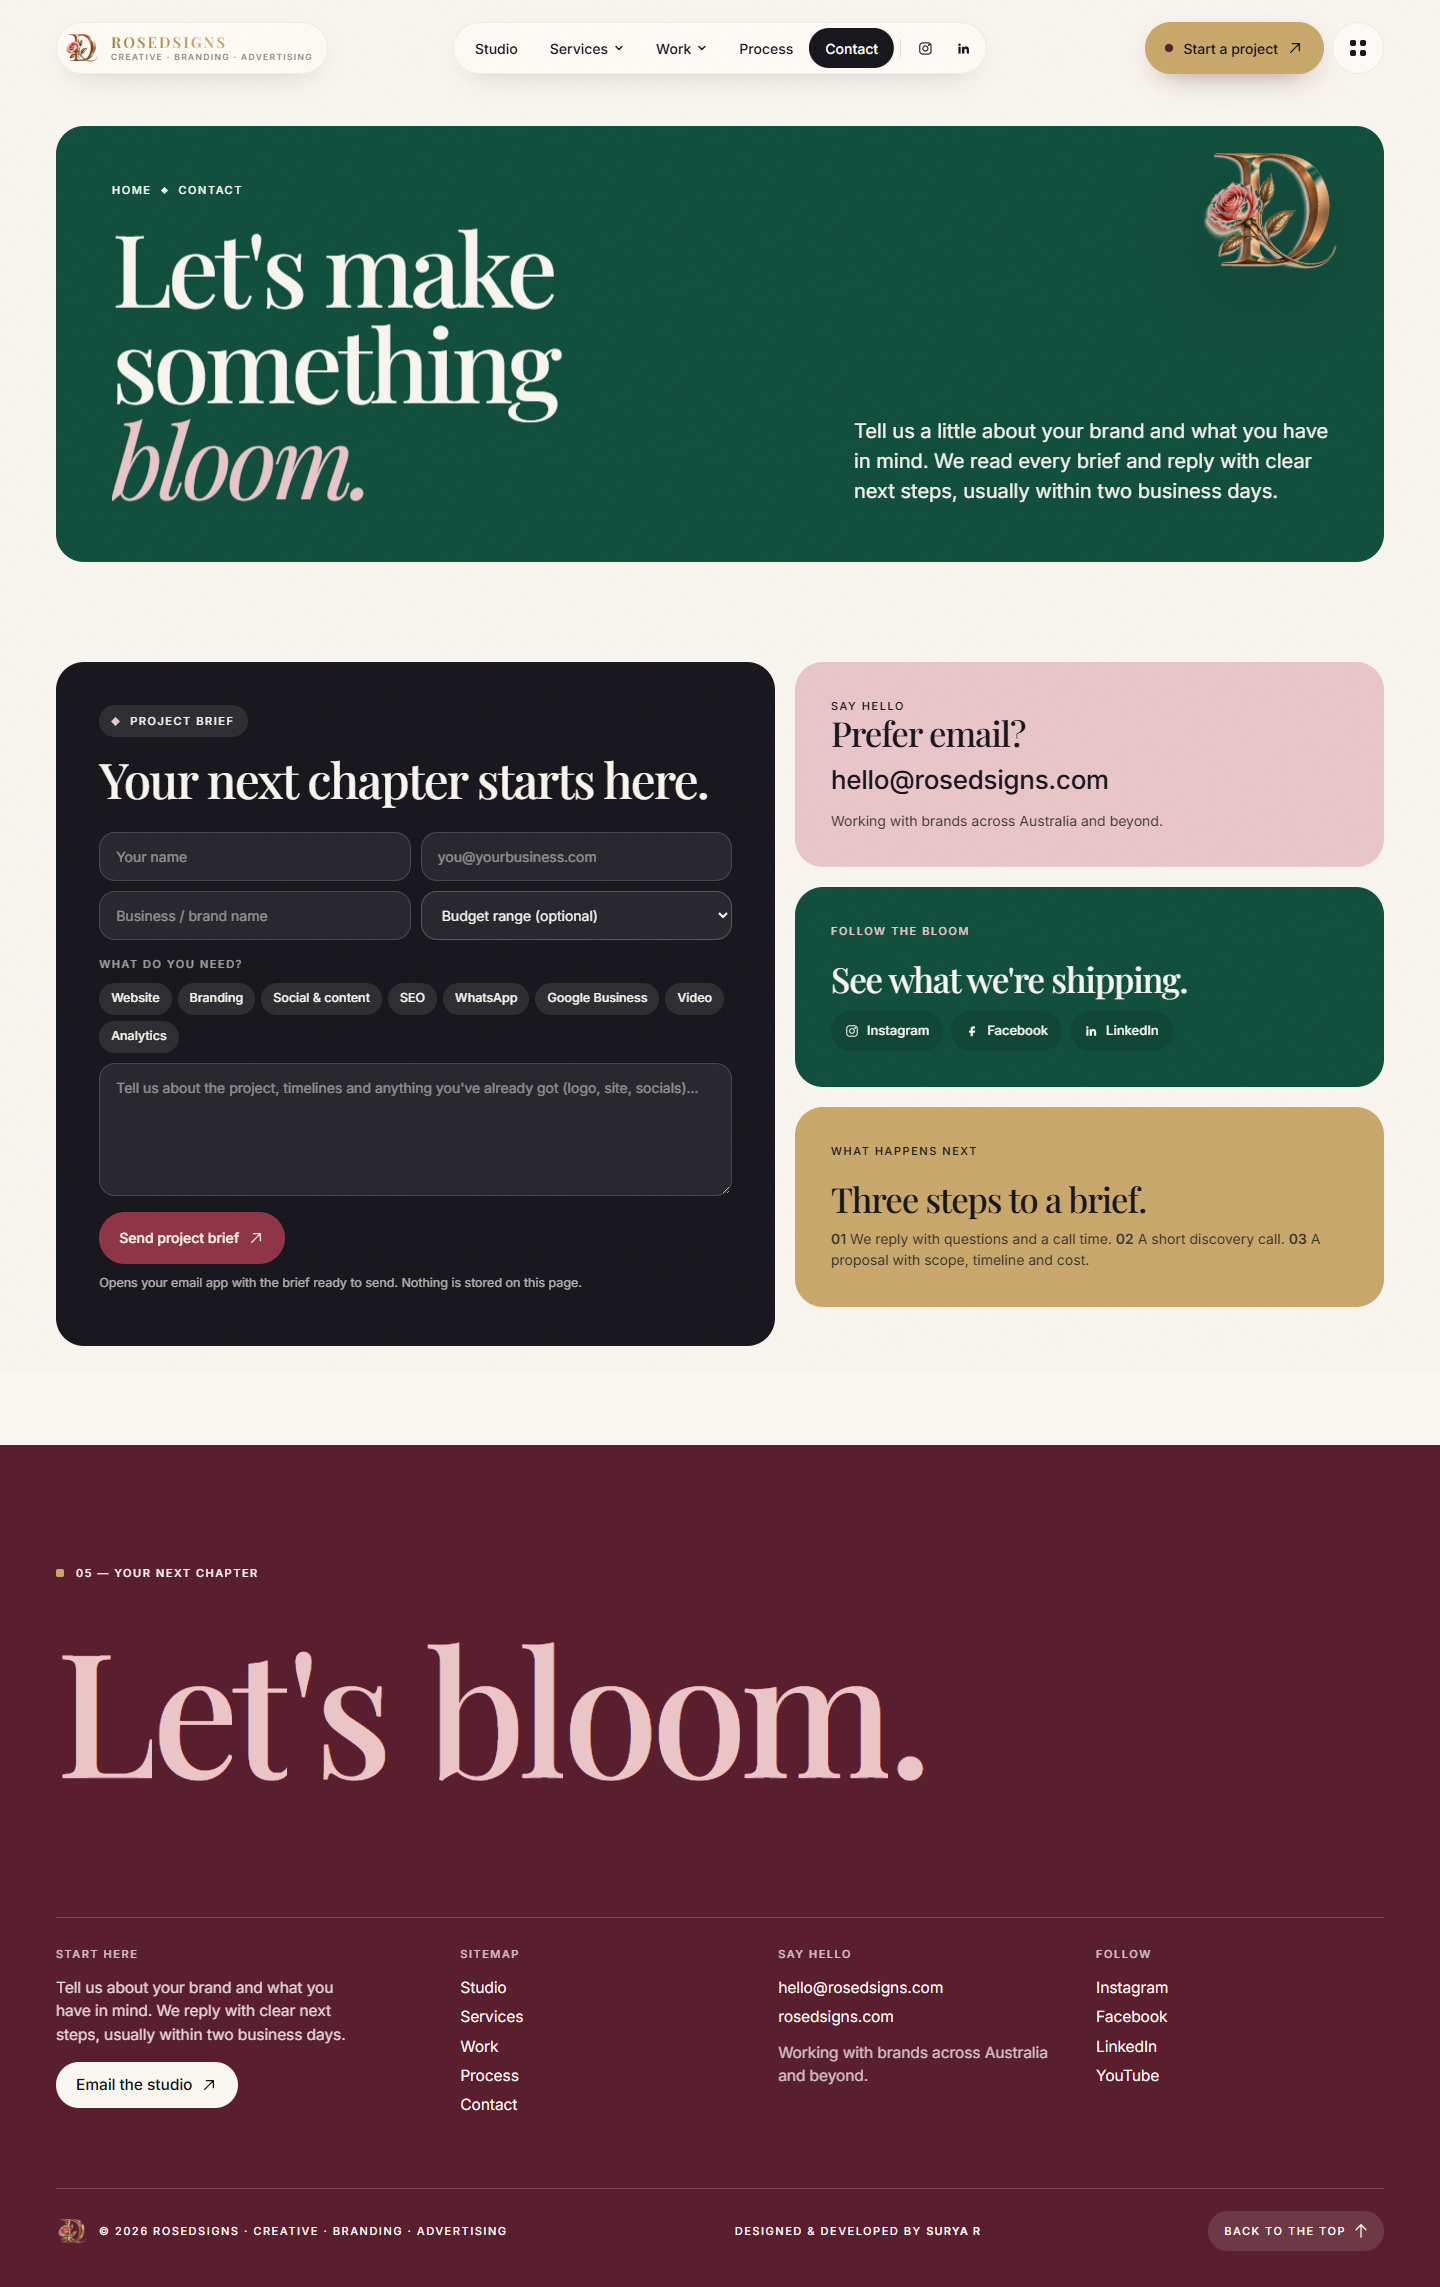 ROSEDSIGNS
CREATIVE · BRANDING · ADVERTISING
Studio Services Work Process Contact
Start a project
HOME ◆ CONTACT
Let's make
something
bloom.
Tell us a little about your brand and what you have
in mind. We read every brief and reply with clear
next steps, usually within two business days.
PROJECT BRIEF
Your next chapter starts here.
Your name
you@yourbusiness.com
Business / brand name
Budget range (optional)
WHAT DO YOU NEED?
Website Branding Social & content SEO WhatsApp Google Business Video
Analytics
Tell us about the project, timelines and anything you've already got (logo, site, socials)...
Send project brief
Opens your email app with the brief ready to send. Nothing is stored on this page.
SAY HELLO
Prefer email?
hello@rosedsigns.com
Working with brands across Australia and beyond.
FOLLOW THE BLOOM
See what we're shipping.
Instagram Facebook LinkedIn
WHAT HAPPENS NEXT
Three steps to a brief.
01 We reply with questions and a call time. 02 A short discovery call. 03 A
proposal with scope, timeline and cost.
05 — YOUR NEXT CHAPTER
Let's bloom.
START HERE
Tell us about your brand and what you
have in mind. We reply with clear next
steps, usually within two business days.
Email the studio
SITEMAP
Studio
Services
Work
Process
Contact
SAY HELLO
hello@rosedsigns.com
rosedsigns.com
Working with brands across Australia
and beyond.
FOLLOW
Instagram
Facebook
LinkedIn
YouTube
© 2026 ROSEDSIGNS · CREATIVE · BRANDING · ADVERTISING
DESIGNED & DEVELOPED BY SURYA R
BACK TO THE TOP